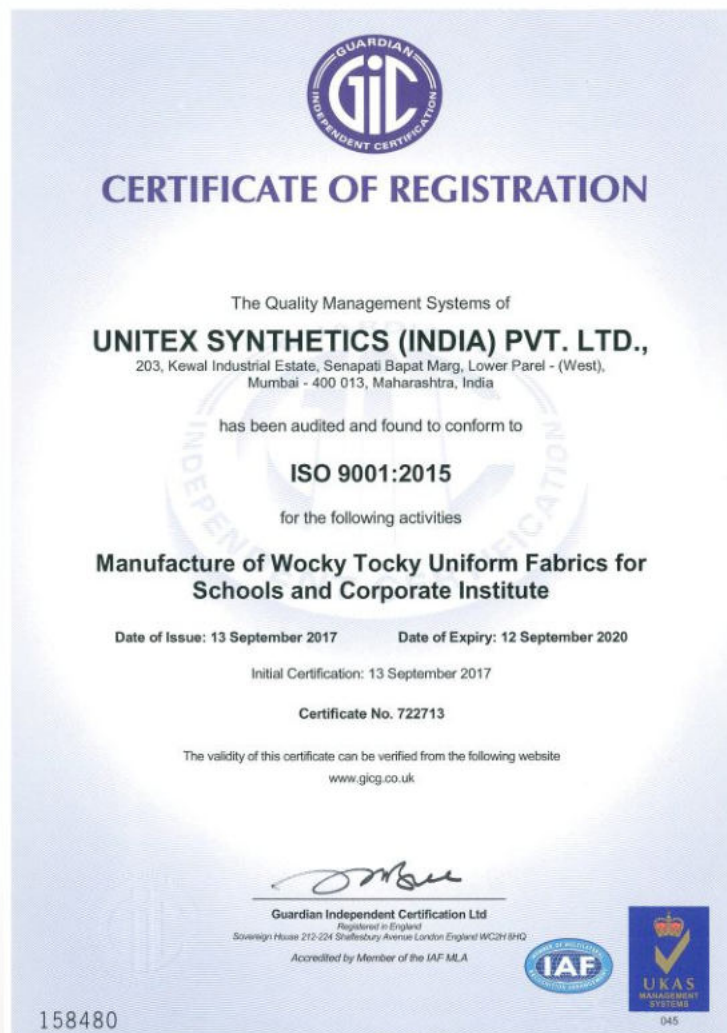 GUARDIAN
GIC
INDEPENDENT CERTIFICATION
CERTIFICATE OF REGISTRATION
The Quality Management Systems of
UNITEX SYNTHETICS (INDIA) PVT. LTD.,
203, Kewal Industrial Estate, Senapati Bapat Marg, Lower Parel - (West),
Mumbai - 400 013, Maharashtra, India
has been audited and found to conform to
ISO 9001:2015
for the following activities
Manufacture of Wocky Tocky Uniform Fabrics for
Schools and Corporate Institute
Date of Issue: 13 September 2017 Date of Expiry: 12 September 2020
Initial Certification: 13 September 2017
Certificate No. 722713
The validity of this certificate can be verified from the following website
www.gicg.co.uk
Guardian Independent Certification Ltd
Registered in England
Sovereign House 212-224 Shaftesbury Avenue London England WC2H 8HQ
Accredited by Member of the IAF MLA
MEMBER OF MULTILATERAL
IAF
RECOGNITION ARRANGEMENT
UKAS
MANAGEMENT
SYSTEMS
045
158480